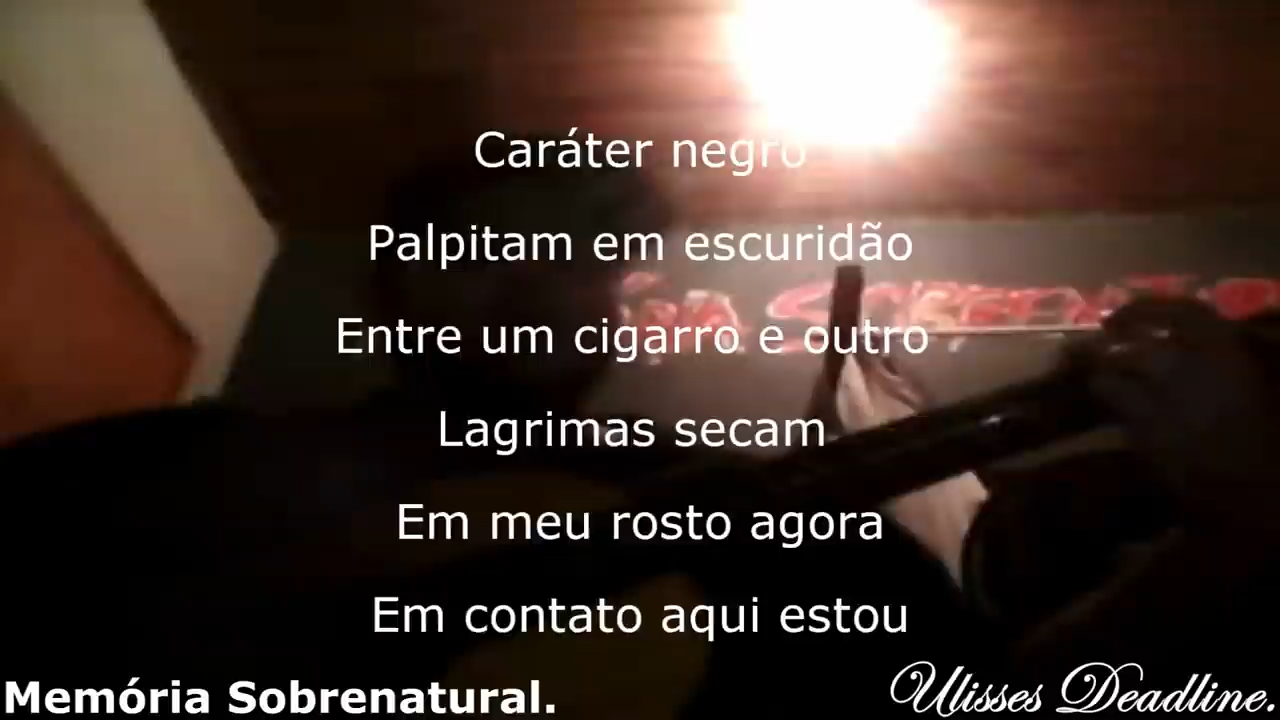 Caráter negro
Palpitam em escuridão
Entre um cigarro e outro
Lagrimas secam
Em meu rosto agora
Em contato aqui estou
Memória Sobrenatural.
Ulisses Deadline.